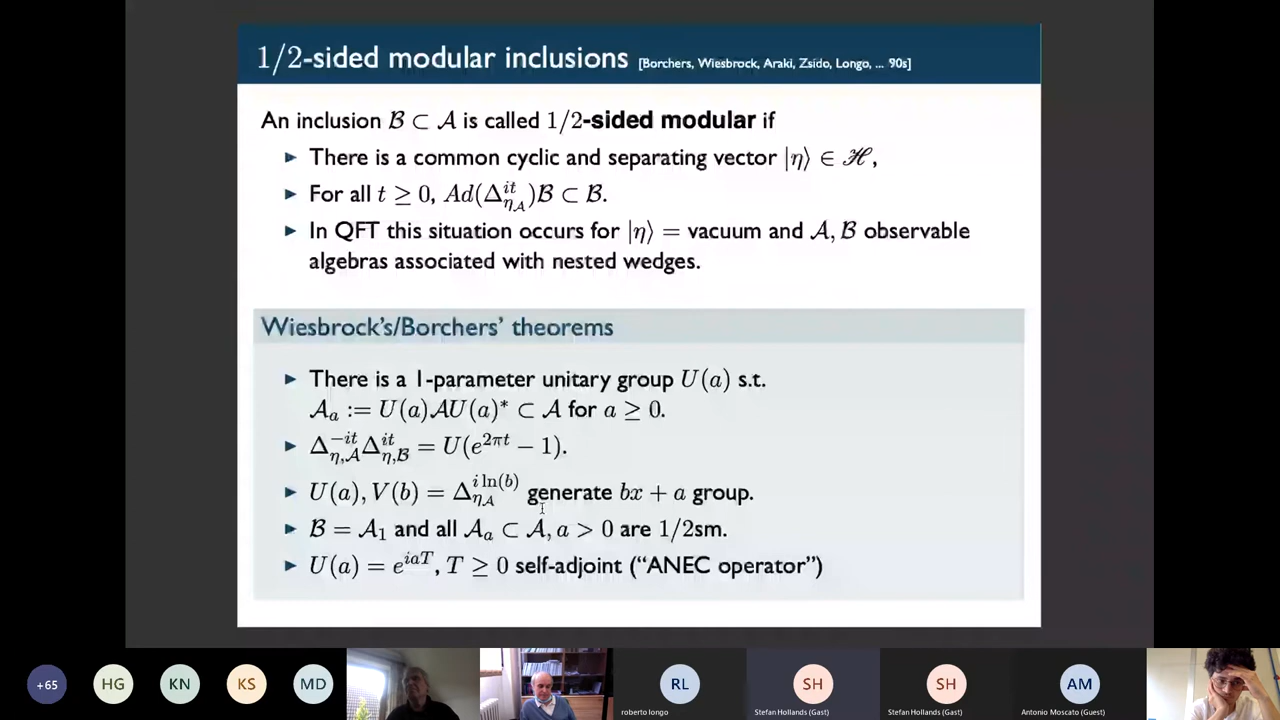 1/2-sided modular inclusions [Borchers, Wiesbrock, Araki, Zsido, Longo, ... 90s]
An inclusion ℬ ⊂ 𝒜 is called 1/2-sided modular if
▶ There is a common cyclic and separating vector |η⟩ ∈ ℋ,
▶ For all t ≥ 0, Ad(Δ_{η_𝒜}^{it})ℬ ⊂ ℬ.
▶ In QFT this situation occurs for |η⟩ = vacuum and 𝒜, ℬ observable
algebras associated with nested wedges.
Wiesbrock's/Borchers' theorems
▶ There is a 1-parameter unitary group U(a) s.t.
𝒜_a := U(a)𝒜U(a)* ⊂ 𝒜 for a ≥ 0.
▶ Δ_{η,𝒜}^{-it}Δ_{η,ℬ}^{it} = U(e^{2πt} − 1).
▶ U(a), V(b) = Δ_{η𝒜}^{i ln(b)} generate bx + a group.
▶ ℬ = 𝒜_1 and all 𝒜_a ⊂ 𝒜, a > 0 are 1/2sm.
▶ U(a) = e^{iaT}, T ≥ 0 self-adjoint ("ANEC operator")
+65 HG KN KS MD RL SH SH AM
roberto longo Stefan Hollands (Gast) Stefan Hollands (Gast) Antonio Moscato (Guest)